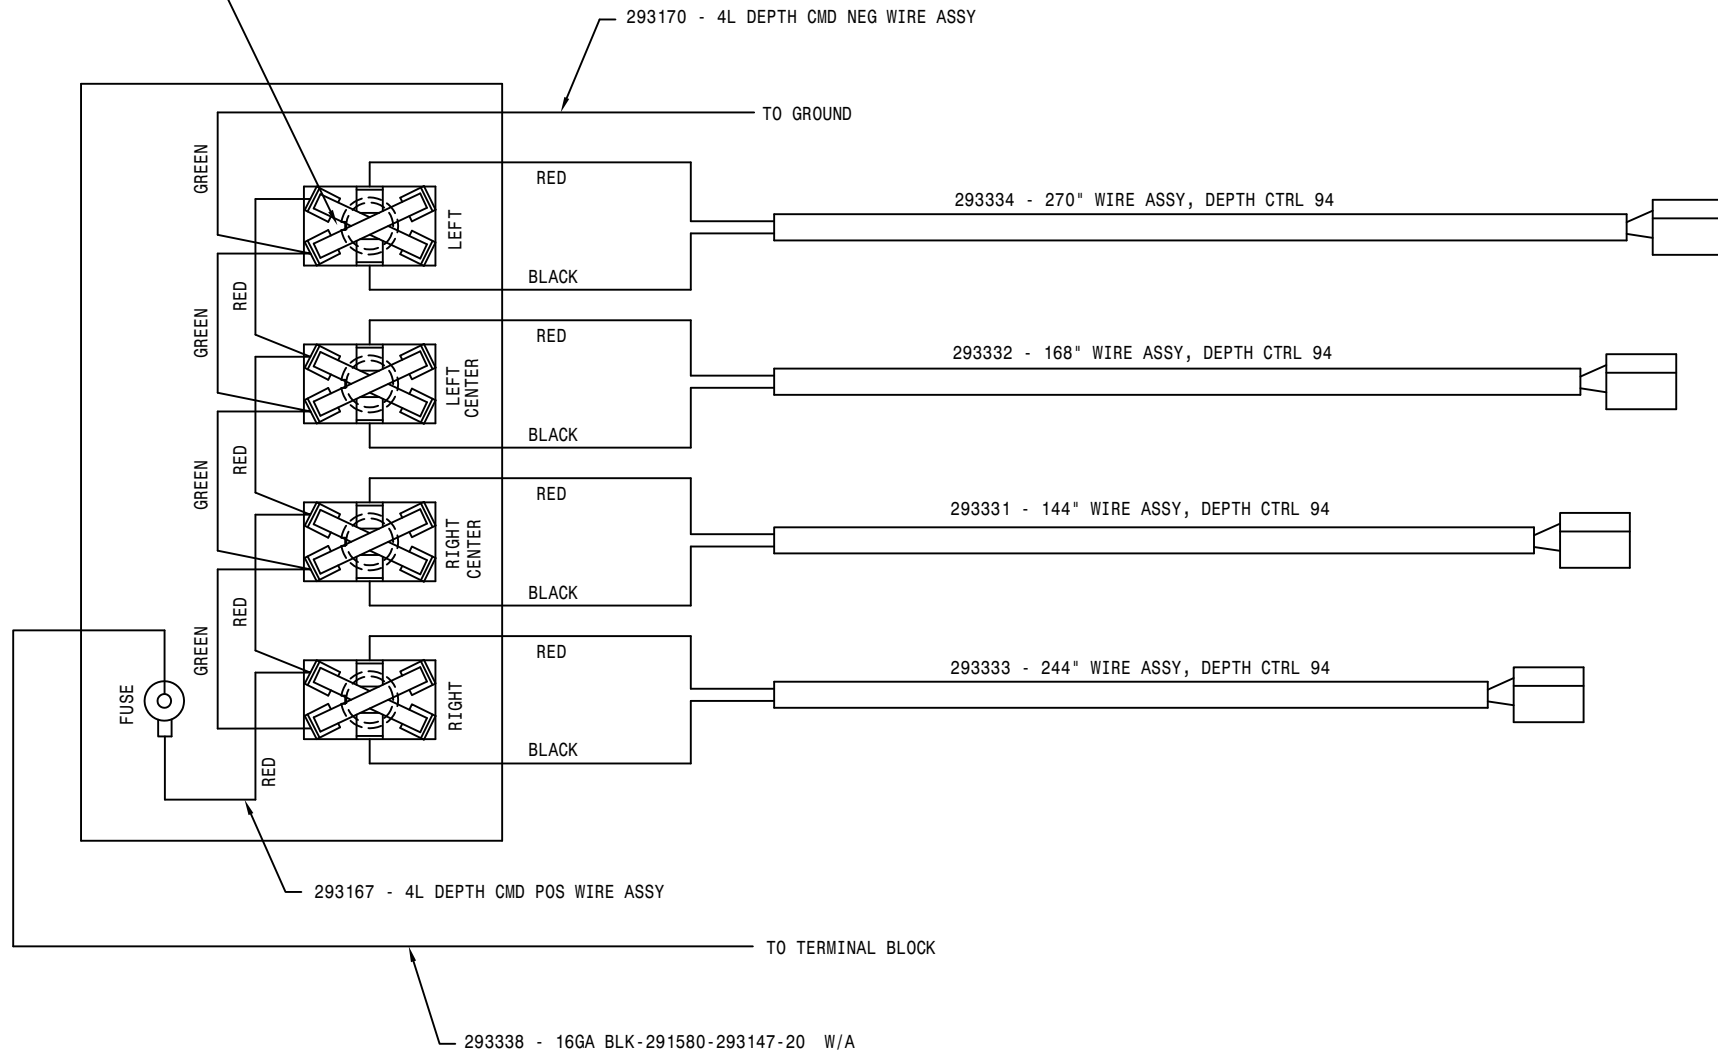 293170 - 4L DEPTH CMD NEG WIRE ASSY
TO GROUND
GREEN
RED
LEFT
293334 - 270" WIRE ASSY, DEPTH CTRL 94
BLACK
RED
GREEN
RED
LEFT
CENTER
293332 - 168" WIRE ASSY, DEPTH CTRL 94
BLACK
RED
GREEN
RED
RIGHT
CENTER
293331 - 144" WIRE ASSY, DEPTH CTRL 94
BLACK
RED
GREEN
RED
FUSE
RIGHT
293333 - 244" WIRE ASSY, DEPTH CTRL 94
BLACK
RED
293167 - 4L DEPTH CMD POS WIRE ASSY
TO TERMINAL BLOCK
293338 - 16GA BLK-291580-293147-20 W/A